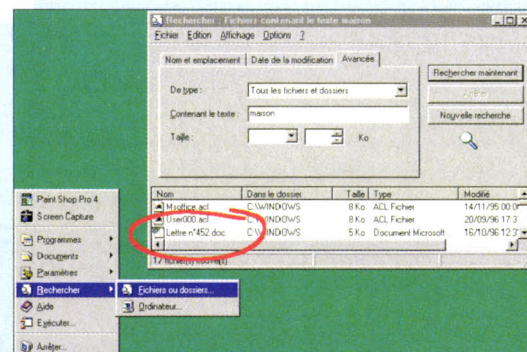 Rechercher : Fichiers contenant le texte maison
Fichier Edition Affichage Options ?
Nom et emplacement Date de la modification Avancée
De type : Tous les fichiers et dossiers
Contenant le texte : maison
Taille : Ko
Rechercher maintenant
Arrêter
Nouvelle recherche
Nom Dans le dossier Taille Type Modifié
Msoffice.acl C:\WINDOWS 8 Ko ACL Fichier 14/11/95 00:0
User000.acl C:\WINDOWS 8 Ko ACL Fichier 20/09/96 17:3
Lettre n°452.doc C:\WINDOWS 5 Ko Document Microsoft 16/10/96 12:3
17 fichier(s) trouvé(s)
Paint Shop Pro 4
Screen Capture
Programmes
Documents
Paramètres
Rechercher
Aide
Exécuter...
Arrêter...
Fichiers ou dossiers...
Ordinateur...